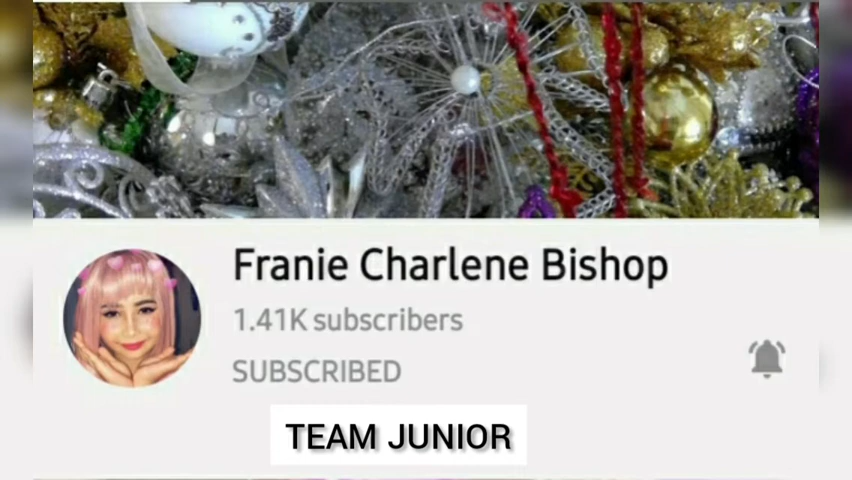 Franie Charlene Bishop
1.41K subscribers
SUBSCRIBED
TEAM JUNIOR